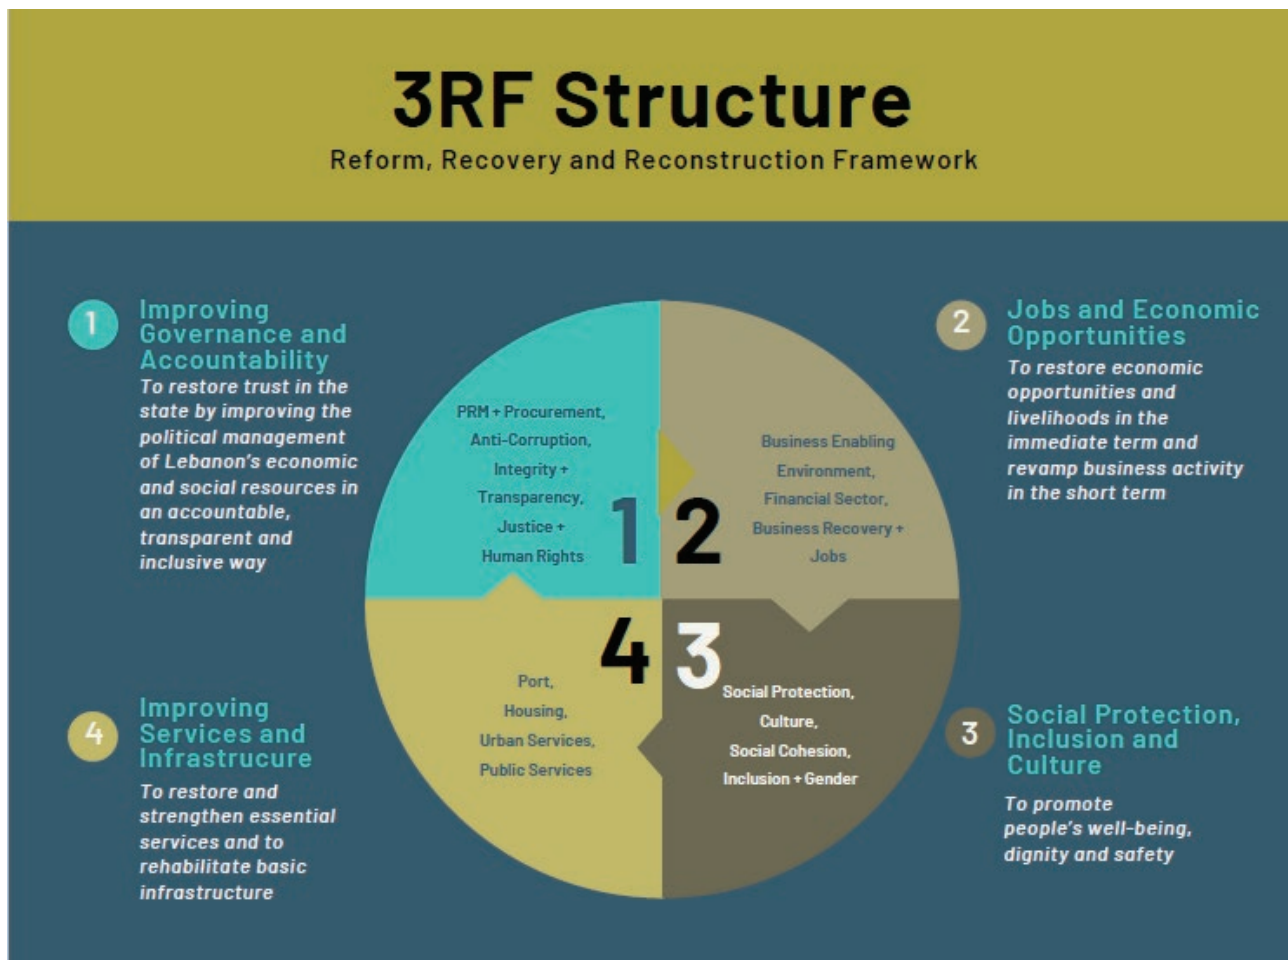 3RF Structure
Reform, Recovery and Reconstruction Framework
1
Improving
Governance and
Accountability
To restore trust in the
state by improving the
political management
of Lebanon's economic
and social resources in
an accountable,
transparent and
inclusive way
PRM + Procurement,
Anti-Corruption,
Integrity +
Transparency,
Justice +
Human Rights
1
2
Business Enabling
Environment,
Financial Sector,
Business Recovery +
Jobs
2
Jobs and Economic
Opportunities
To restore economic
opportunities and
livelihoods in the
immediate term and
revamp business activity
in the short term
4
Improving
Services and
Infrastrucure
To restore and
strengthen essential
services and to
rehabilitate basic
infrastructure
4
Port,
Housing,
Urban Services,
Public Services
3
Social Protection,
Culture,
Social Cohesion,
Inclusion + Gender
3
Social Protection,
Inclusion and
Culture
To promote
people's well-being,
dignity and safety